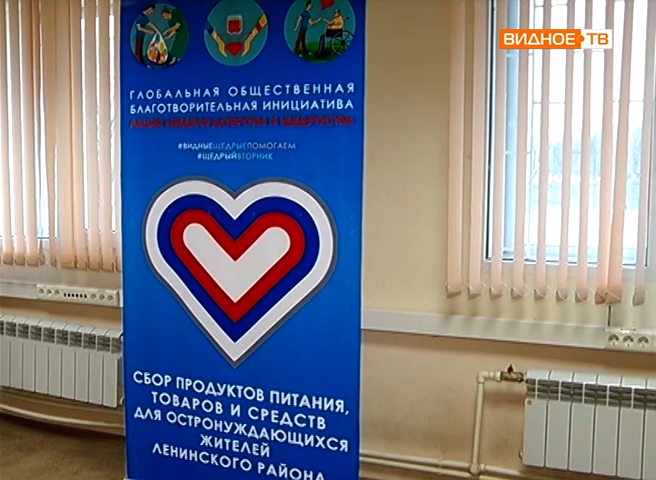 ВИДНОЕ ТВ
ГЛОБАЛЬНАЯ ОБЩЕСТВЕННАЯ
БЛАГОТВОРИТЕЛЬНАЯ ИНИЦИАТИВА
#ВИДНЫЕЩЕДРЫЕПОМОГАЕМ
#ЩЕДРЫЙВТОРНИК
СБОР ПРОДУКТОВ ПИТАНИЯ,
ТОВАРОВ И СРЕДСТВ
ДЛЯ ОСТРОНУЖДАЮЩИХСЯ
ЖИТЕЛЕЙ
ЛЕНИНСКОГО РАЙОНА